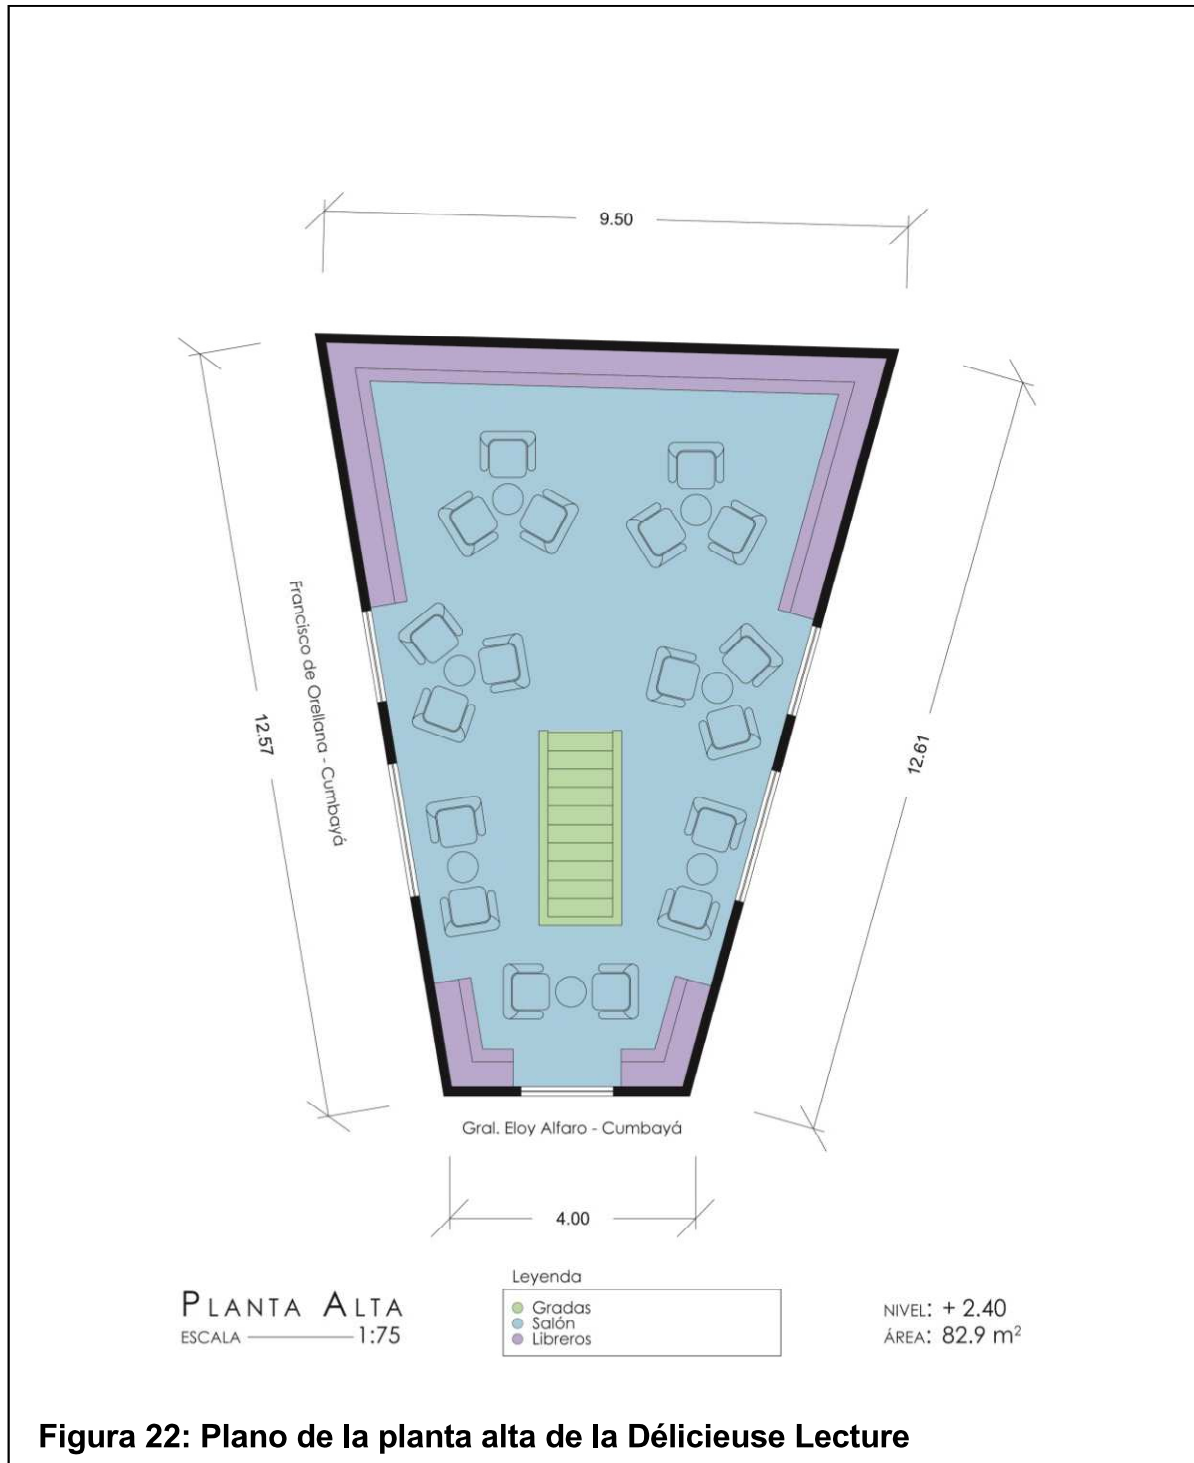 9.50
Francisco de Orellana - Cumbayá
12.57
12.61
Gral. Eloy Alfaro - Cumbayá
4.00
PLANTA ALTA
ESCALA 1:75
Leyenda
Gradas
Salón
Libreros
NIVEL: + 2.40
ÁREA: 82.9 m²
Figura 22: Plano de la planta alta de la Délicieuse Lecture